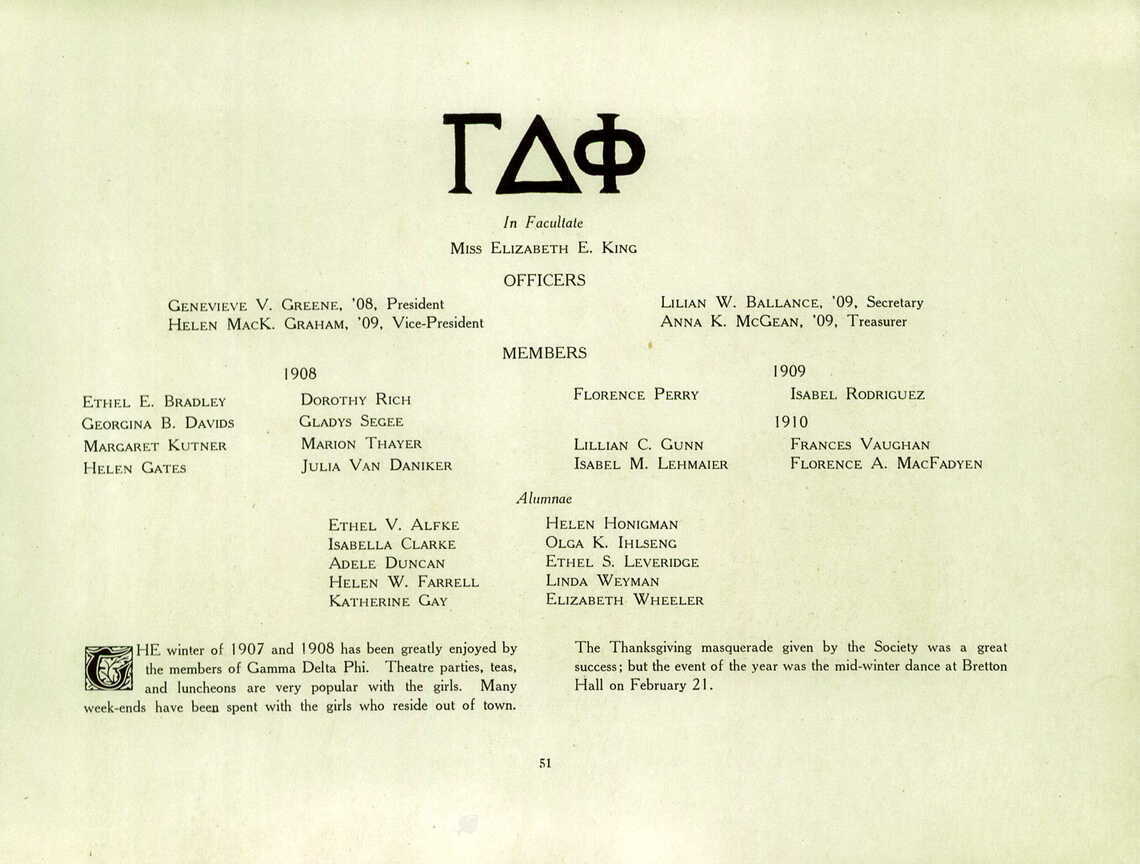 ΓΔΦ
In Facultate
Miss Elizabeth E. King
OFFICERS
Genevieve V. Greene, '08, President
Helen MacK. Graham, '09, Vice-President
Lilian W. Ballance, '09, Secretary
Anna K. McGean, '09, Treasurer
MEMBERS
1908
Ethel E. Bradley
Georgina B. Davids
Margaret Kutner
Helen Gates
Dorothy Rich
Gladys Segee
Marion Thayer
Julia Van Daniker
1909
Florence Perry
Isabel Rodriguez
1910
Lillian C. Gunn
Isabel M. Lehmaier
Frances Vaughan
Florence A. MacFadyen
Alumnae
Ethel V. Alfke
Isabella Clarke
Adele Duncan
Helen W. Farrell
Katherine Gay
Helen Honigman
Olga K. Ihlseng
Ethel S. Leveridge
Linda Weyman
Elizabeth Wheeler
THE winter of 1907 and 1908 has been greatly enjoyed by
the members of Gamma Delta Phi. Theatre parties, teas,
and luncheons are very popular with the girls. Many
week-ends have been spent with the girls who reside out of town.
The Thanksgiving masquerade given by the Society was a great
success; but the event of the year was the mid-winter dance at Bretton
Hall on February 21.
51